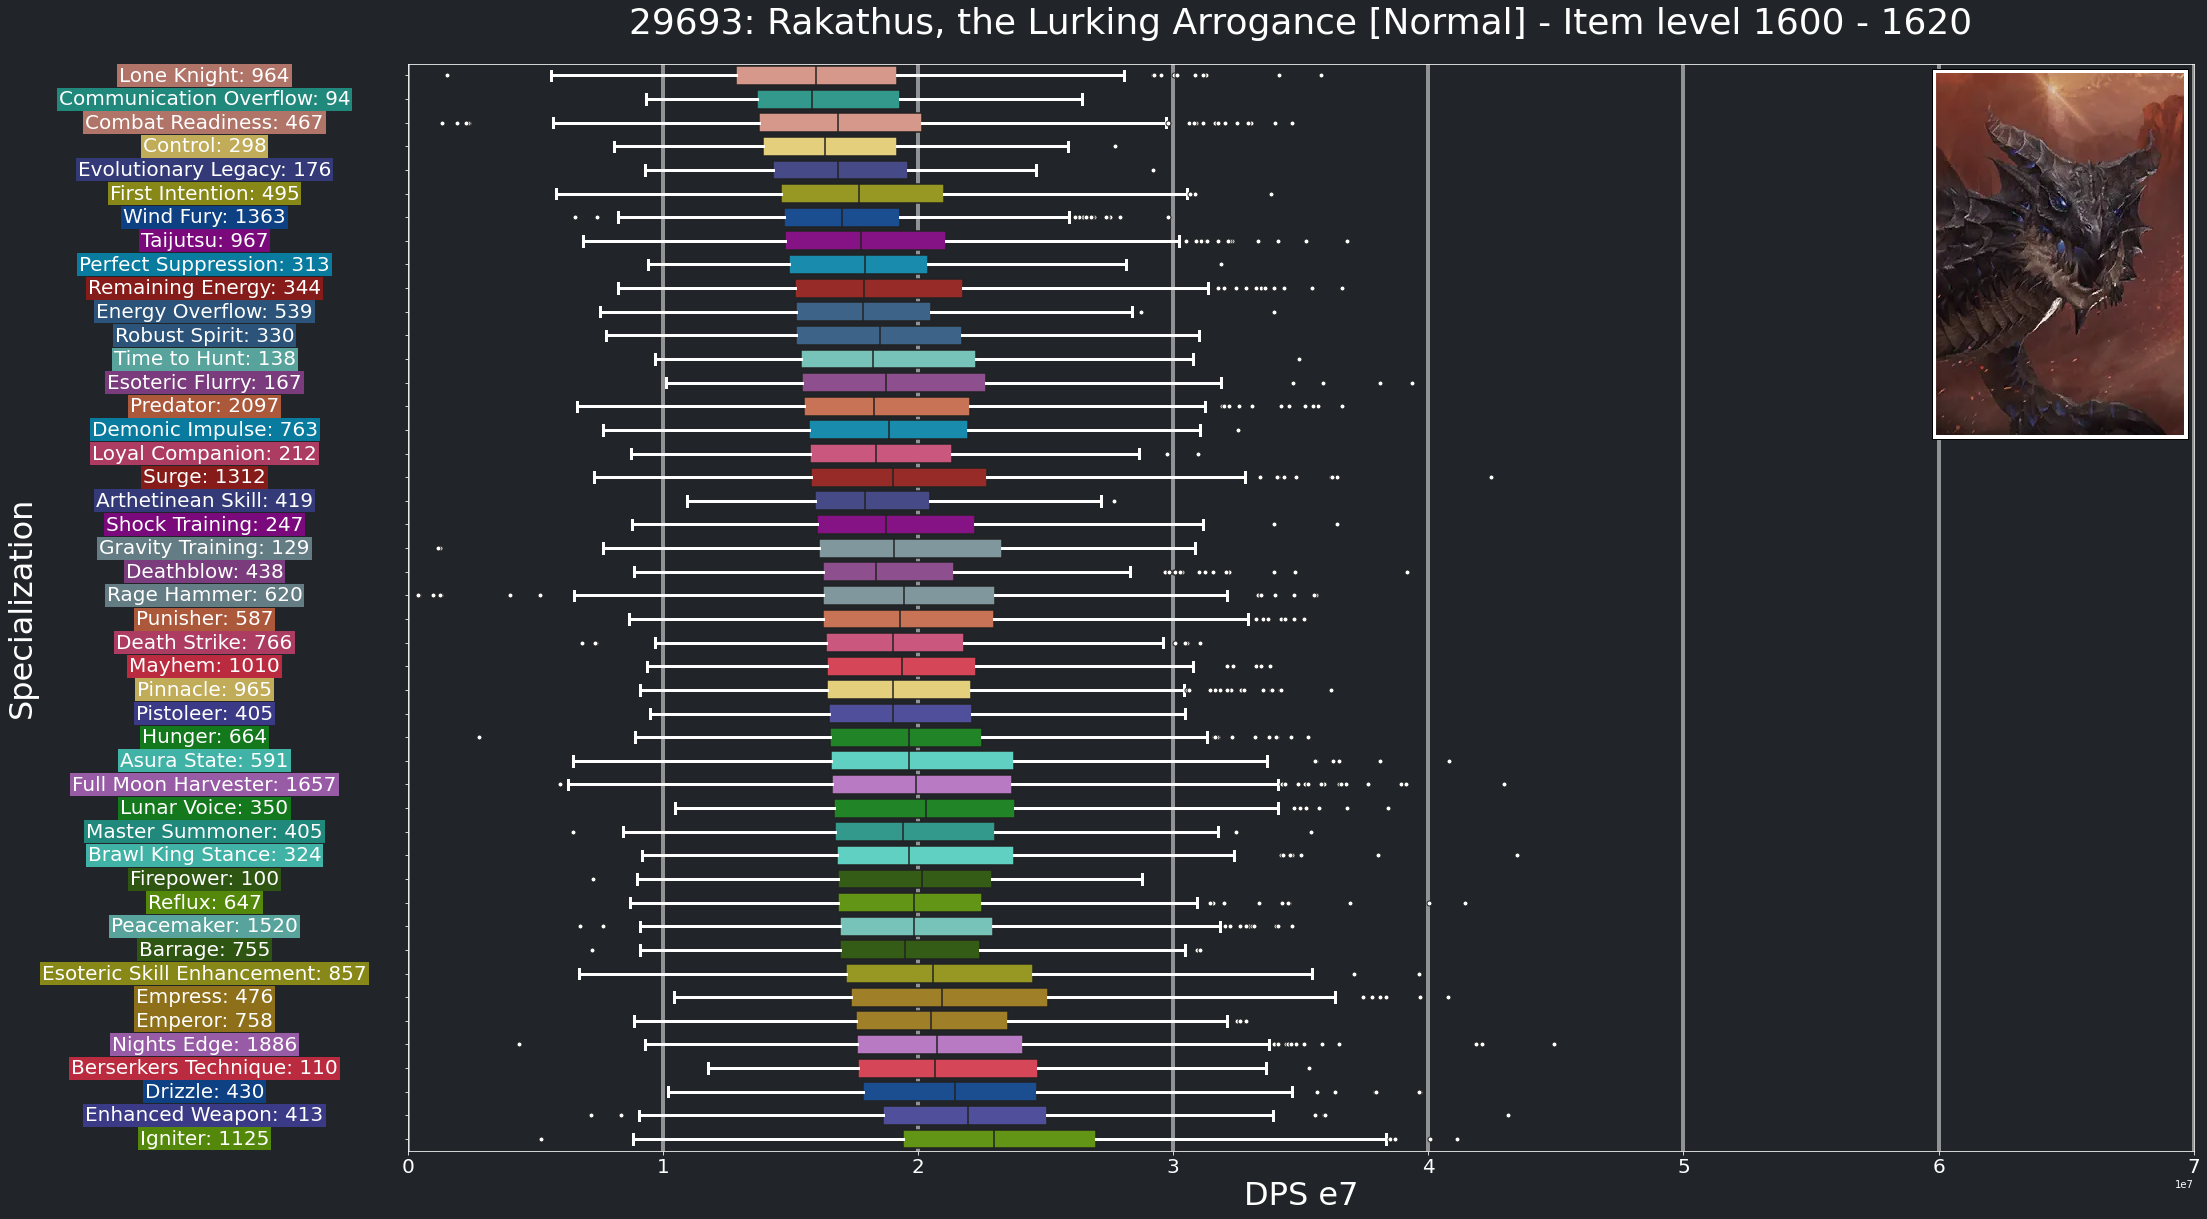 29693: Rakathus, the Lurking Arrogance [Normal] - Item level 1600 - 1620
Specialization
Lone Knight: 964
Communication Overflow: 94
Combat Readiness: 467
Control: 298
Evolutionary Legacy: 176
First Intention: 495
Wind Fury: 1363
Taijutsu: 967
Perfect Suppression: 313
Remaining Energy: 344
Energy Overflow: 539
Robust Spirit: 330
Time to Hunt: 138
Esoteric Flurry: 167
Predator: 2097
Demonic Impulse: 763
Loyal Companion: 212
Surge: 1312
Arthetinean Skill: 419
Shock Training: 247
Gravity Training: 129
Deathblow: 438
Rage Hammer: 620
Punisher: 587
Death Strike: 766
Mayhem: 1010
Pinnacle: 965
Pistoleer: 405
Hunger: 664
Asura State: 591
Full Moon Harvester: 1657
Lunar Voice: 350
Master Summoner: 405
Brawl King Stance: 324
Firepower: 100
Reflux: 647
Peacemaker: 1520
Barrage: 755
Esoteric Skill Enhancement: 857
Empress: 476
Emperor: 758
Nights Edge: 1886
Berserkers Technique: 110
Drizzle: 430
Enhanced Weapon: 413
Igniter: 1125
0 1 2 3 4 5 6 7
1e7
DPS e7